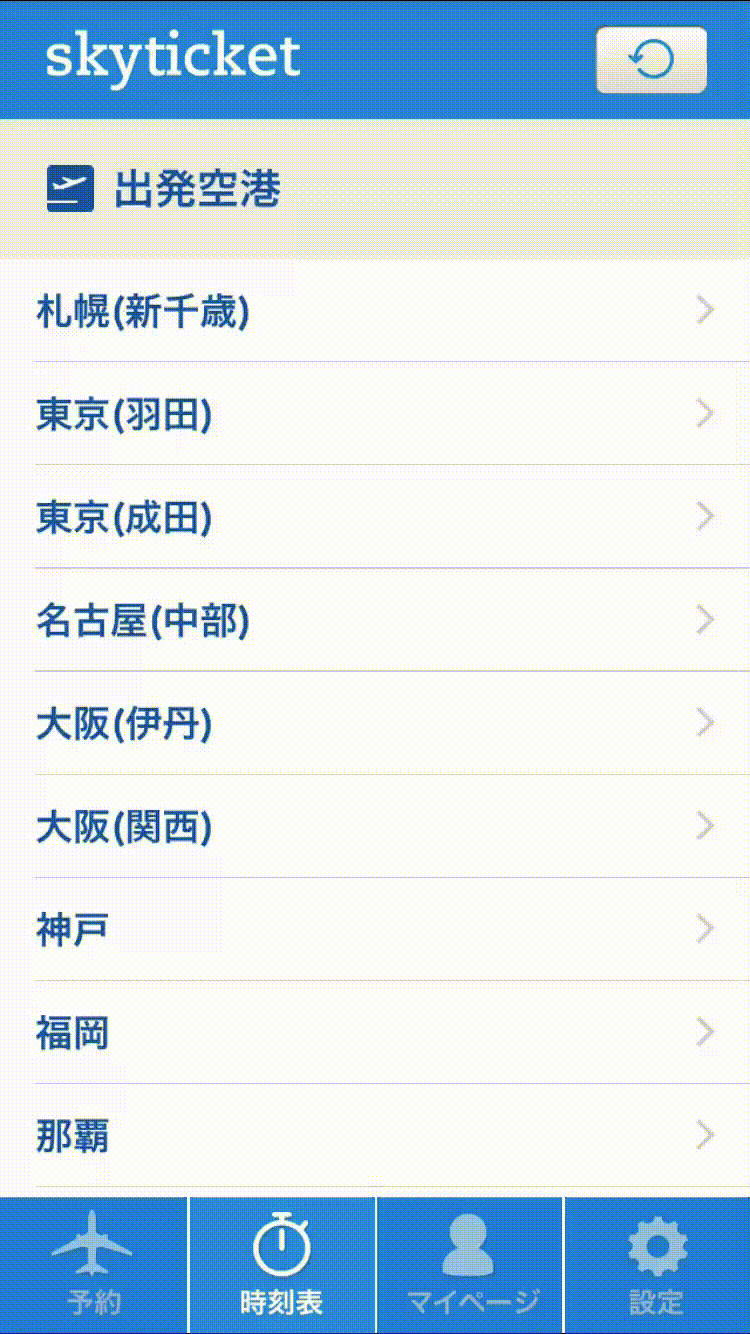 skyticket
出発空港
札幌(新千歳)
東京(羽田)
東京(成田)
名古屋(中部)
大阪(伊丹)
大阪(関西)
神戸
福岡
那覇
予約
時刻表
マイページ
設定